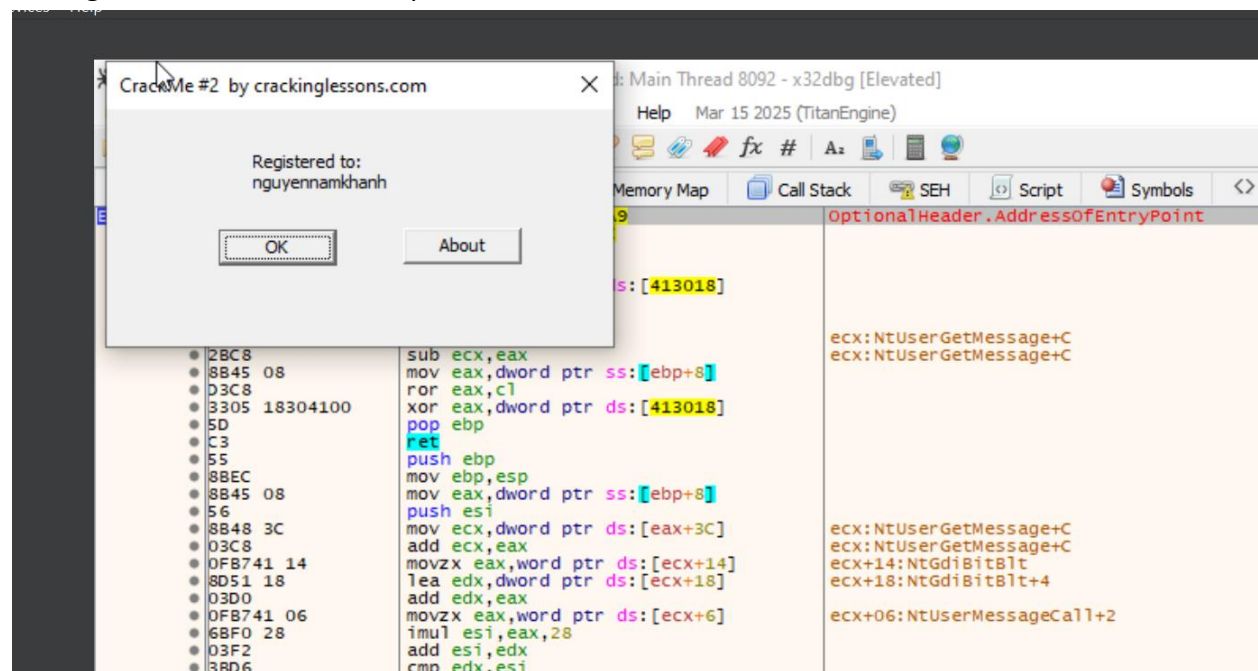 CrackMe #2 by crackinglessons.com
d: Main Thread 8092 - x32dbg [Elevated]
Help Mar 15 2025 (TitanEngine)
Registered to:
nguyennamkhanh
OK
About
fx # Az
Memory Map Call Stack SEH Script Symbols <>
OptionalHeader.AddressOfEntryPoint
s:[413018]
ecx:NtUserGetMessage+C
2BC8 sub ecx,eax ecx:NtUserGetMessage+C
8B45 08 mov eax,dword ptr ss:[ebp+8]
D3C8 ror eax,cl
3305 18304100 xor eax,dword ptr ds:[413018]
5D pop ebp
C3 ret
55 push ebp
8BEC mov ebp,esp
8B45 08 mov eax,dword ptr ss:[ebp+8]
56 push esi
8B48 3C mov ecx,dword ptr ds:[eax+3C] ecx:NtUserGetMessage+C
03C8 add ecx,eax ecx:NtUserGetMessage+C
0FB741 14 movzx eax,word ptr ds:[ecx+14] ecx+14:NtGdiBitBlt
8D51 18 lea edx,dword ptr ds:[ecx+18] ecx+18:NtGdiBitBlt+4
03D0 add edx,eax
0FB741 06 movzx eax,word ptr ds:[ecx+6] ecx+06:NtUserMessageCall+2
6BF0 28 imul esi,eax,28
03F2 add esi,edx
3BD6 cmp edx,esi